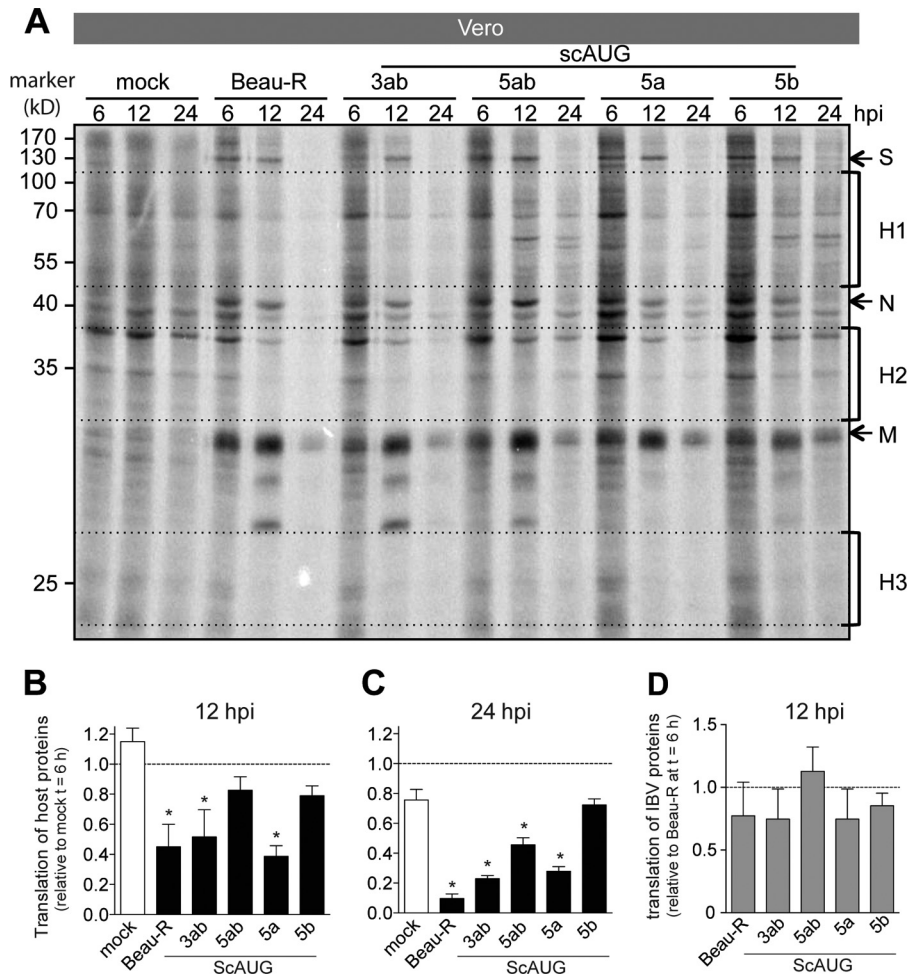 A
Vero
scAUG
marker (kD) mock Beau-R 3ab 5ab 5a 5b
6 12 24 6 12 24 6 12 24 6 12 24 6 12 24 6 12 24 hpi
170
130
100
70
55
40
35
25
S
H1
N
H2
M
H3
B
12 hpi
Translation of host proteins
(relative to mock t = 6 h)
1.2
1.0
0.8
0.6
0.4
0.2
0.0
* * *
mock Beau-R 3ab 5ab 5a 5b
ScAUG
C
24 hpi
1.2
1.0
0.8
0.6
0.4
0.2
0.0
* * * *
mock Beau-R 3ab 5ab 5a 5b
ScAUG
D
12 hpi
translation of IBV proteins
(relative to Beau-R at t = 6 h)
1.5
1.0
0.5
0
Beau-R 3ab 5ab 5a 5b
ScAUG